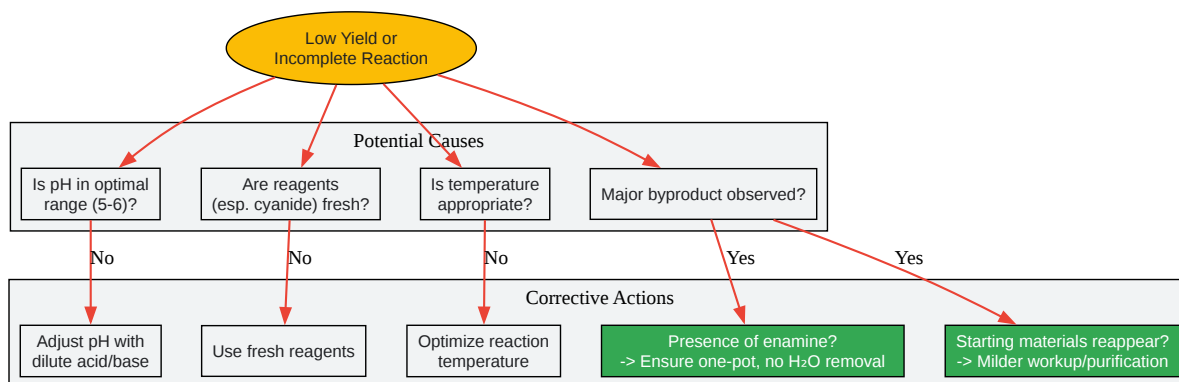 Low Yield or
Incomplete Reaction
Potential Causes
Is pH in optimal
range (5-6)?
Are reagents
(esp. cyanide) fresh?
Is temperature
appropriate?
Major byproduct observed?
No
No
No
Yes
Yes
Corrective Actions
Adjust pH with
dilute acid/base
Use fresh reagents
Optimize reaction
temperature
Presence of enamine?
-> Ensure one-pot, no H₂O removal
Starting materials reappear?
-> Milder workup/purification